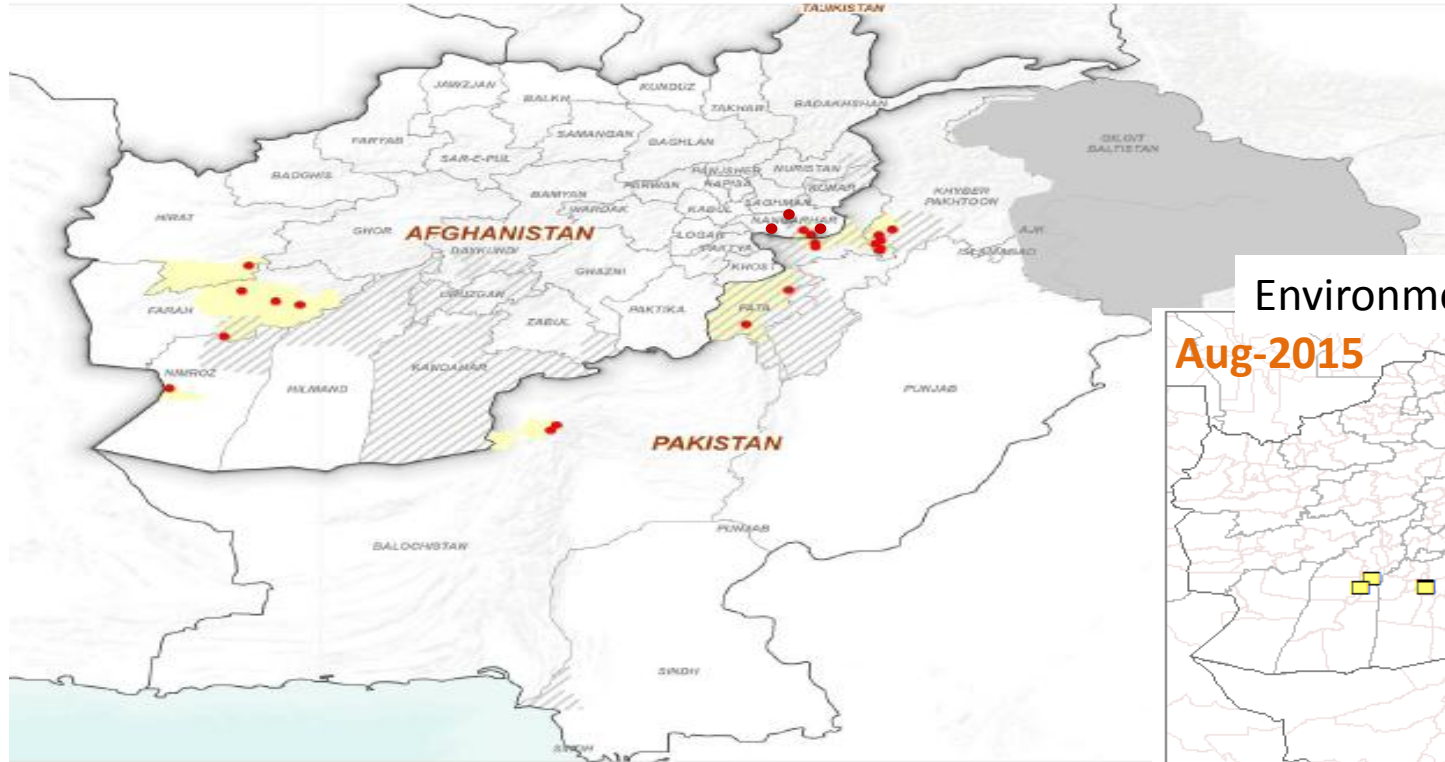 TAJIKISTAN
JAWZJAN
BALKH
KUNDUZ
TAKHAR
BADAKHSHAN
FARYAB
SAMANGAN
BAGHLAN
SAR-E-PUL
GILGIT
BALTISTAN
BADGHIS
PANJSHER
NURISTAN
BAMYAN
PARWAN
KAPISA
KUNAR
KHYBER
PAKHTOON
HIRAT
WARDAK
KABUL
LAGHMAN
NANGARHAR
GHOR
AFGHANISTAN
LOGAR
AJK
DAYKUNDI
PAKTYA
ISLAMABAD
GHAZNI
KHOST
URUZGAN
FARAH
ZABUL
PAKTIKA
FATA
Environme
Aug-2015
NIMROZ
HILMAND
KANDAHAR
PUNJAB
PAKISTAN
PUNJAB
BALOCHISTAN
SINDH
SINDH